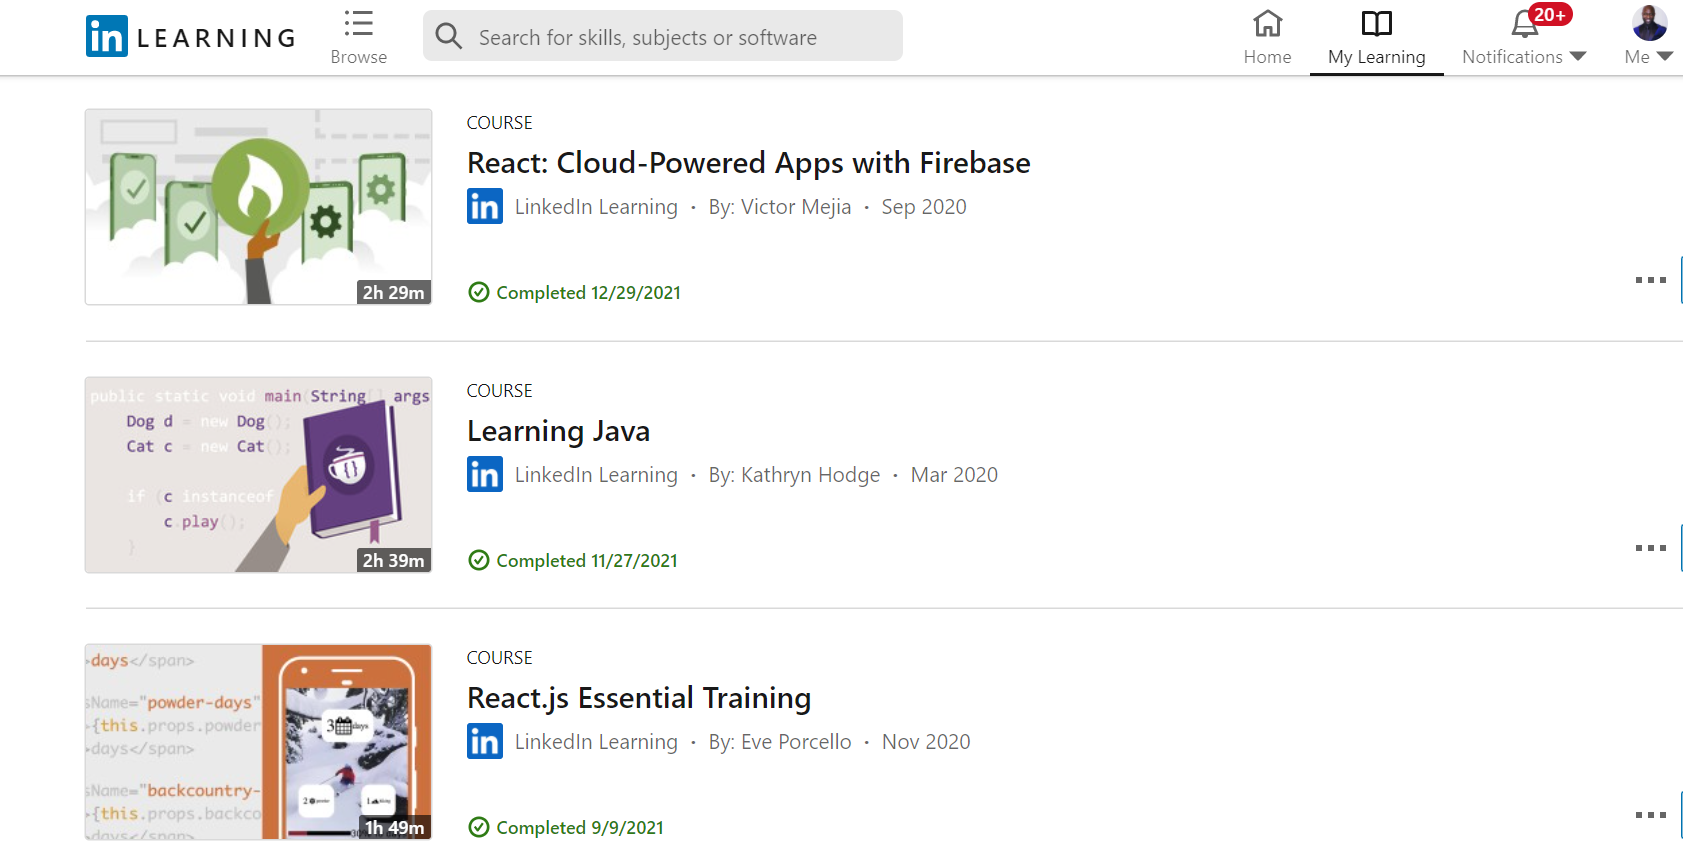 in LEARNING
Browse
Search for skills, subjects or software
Home
My Learning
20+
Notifications
Me
2h 29m
COURSE
React: Cloud-Powered Apps with Firebase
in LinkedIn Learning · By: Victor Mejia · Sep 2020
Completed 12/29/2021
public static void main(String[] args
Dog d = new Dog();
Cat c = new Cat();
if (c instanceof
c.play();
}
2h 39m
COURSE
Learning Java
in LinkedIn Learning · By: Kathryn Hodge · Mar 2020
Completed 11/27/2021
>days</span>
sName="powder-days"
>{this.props.powder
>days</span>
sName="backcountry-
>{this.props.backco
days</span>
3 days
2
1
1h 49m
COURSE
React.js Essential Training
in LinkedIn Learning · By: Eve Porcello · Nov 2020
Completed 9/9/2021